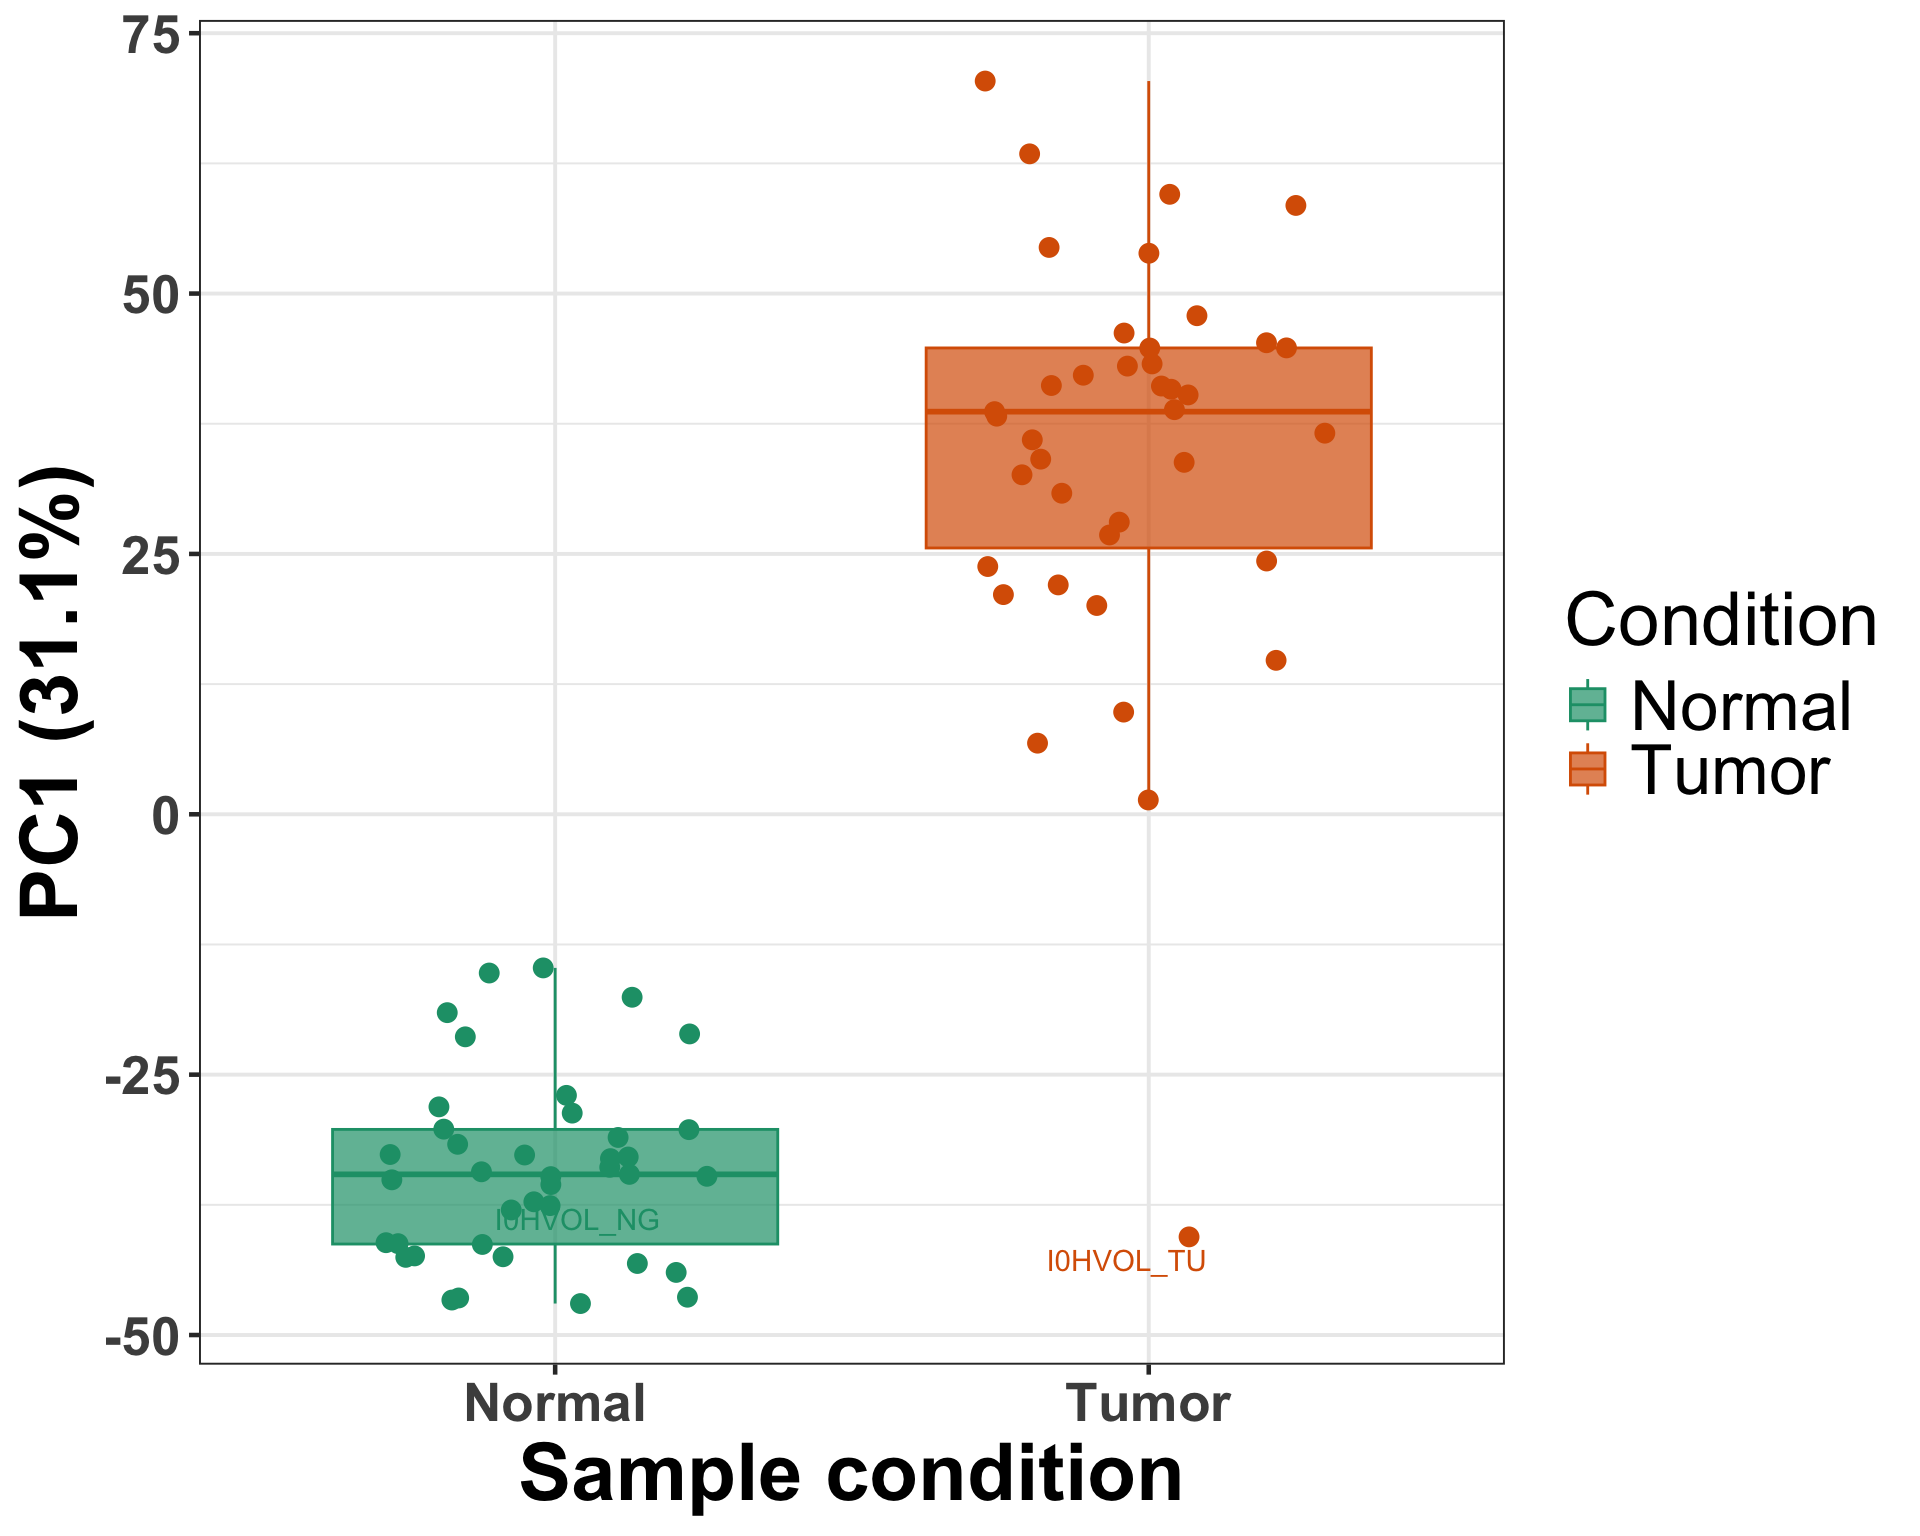 75
50
25
0
-25
-50
PC1 (31.1%)
I0HVOL_NG
I0HVOL_TU
Normal
Tumor
Sample condition
Condition
Normal
Tumor